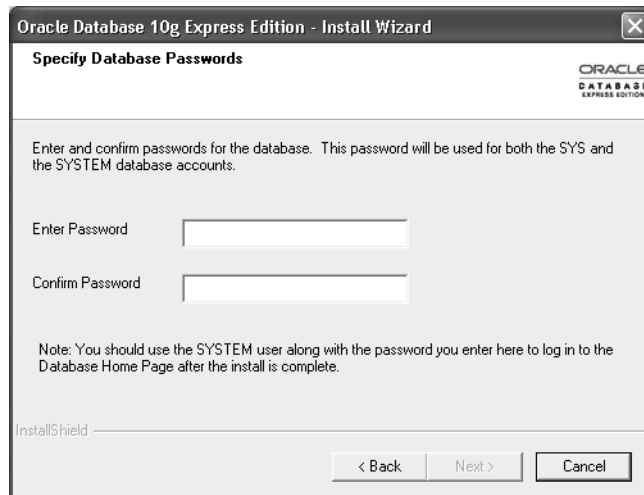 Oracle Database 10g Express Edition - Install Wizard
Specify Database Passwords
ORACLE
DATABASE
EXPRESS EDITION
Enter and confirm passwords for the database. This password will be used for both the SYS and
the SYSTEM database accounts.
Enter Password
Confirm Password
Note: You should use the SYSTEM user along with the password you enter here to log in to the
Database Home Page after the install is complete.
InstallShield
< Back
Next >
Cancel